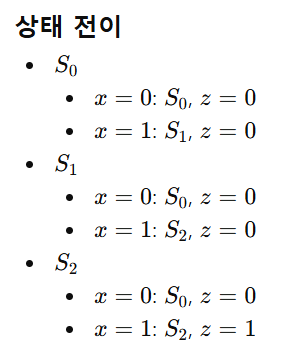 상태 전이
• S₀
• x = 0: S₀, z = 0
• x = 1: S₁, z = 0
• S₁
• x = 0: S₀, z = 0
• x = 1: S₂, z = 0
• S₂
• x = 0: S₀, z = 0
• x = 1: S₂, z = 1